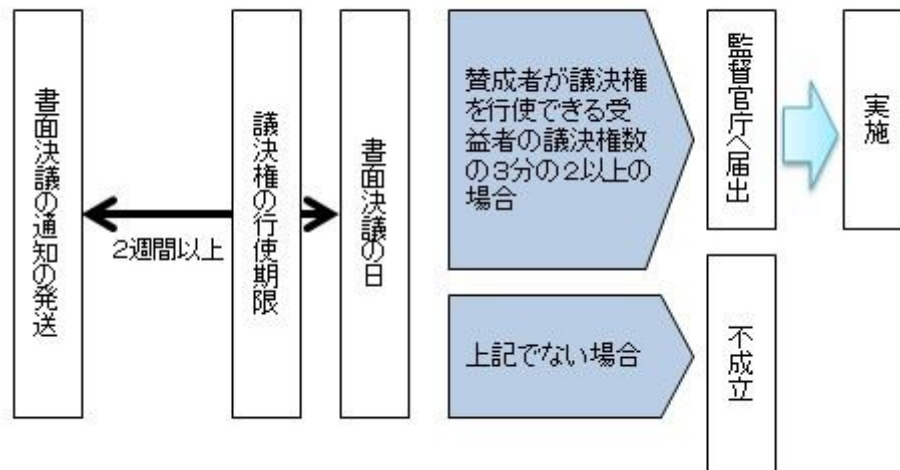 書面決議の通知の発送
2週間以上
議決権の行使期限
書面決議の日
賛成者が議決権
を行使できる受
益者の議決権数
の3分の2以上の
場合
監督官庁へ届出
実施
上記でない場合
不成立